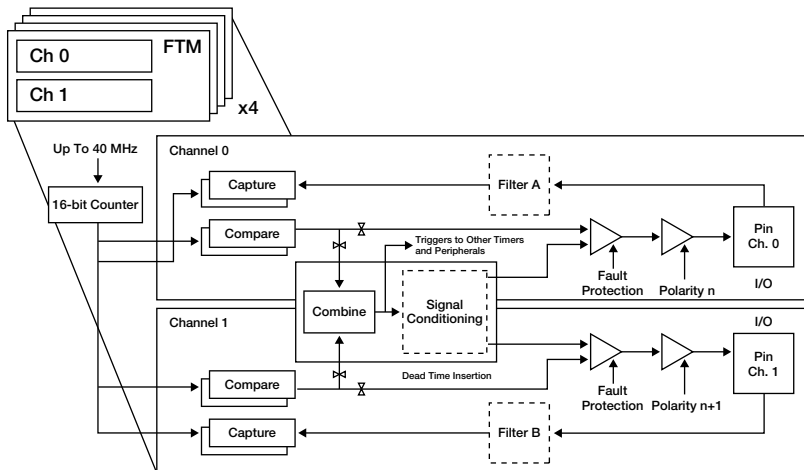 FTM
Ch 0
Ch 1
x4
Up To 40 MHz
16-bit Counter
Channel 0
Capture
Filter A
Compare
Triggers to Other Timers
and Peripherals
Pin
Ch. 0
Fault
Protection
Polarity n
I/O
Combine
Signal
Conditioning
Channel 1
I/O
Pin
Ch. 1
Compare
Dead Time Insertion
Fault
Protection
Polarity n+1
Capture
Filter B